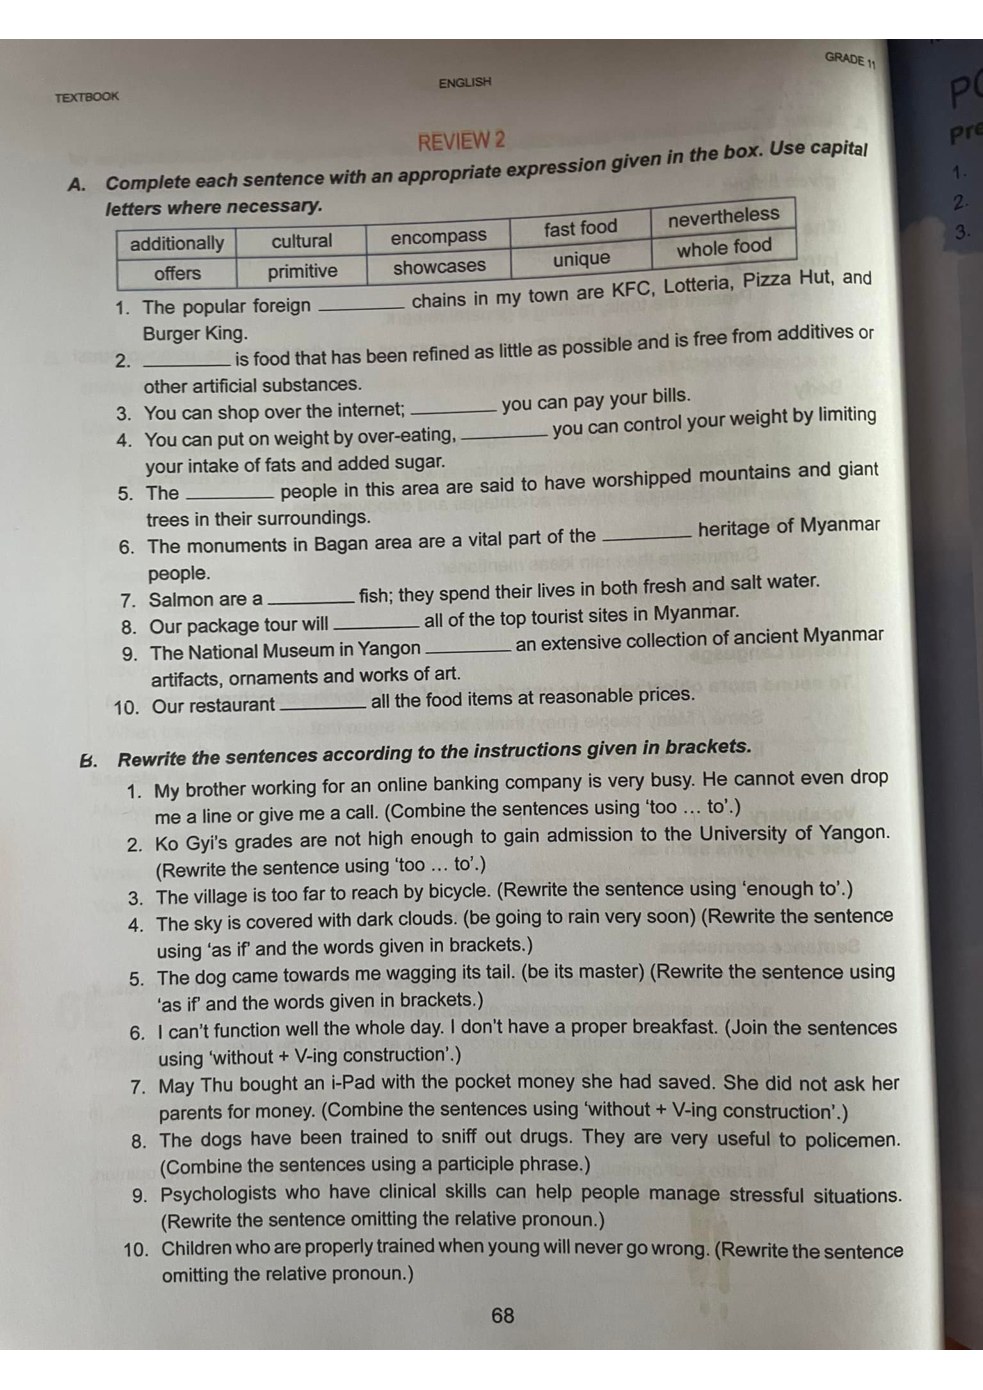 GRADE 11
ENGLISH
TEXTBOOK
REVIEW 2
A. Complete each sentence with an appropriate expression given in the box. Use capital
letters where necessary.
additionally cultural encompass fast food nevertheless
offers primitive showcases unique whole food
1. The popular foreign ________ chains in my town are KFC, Lotteria, Pizza Hut, and
Burger King.
2. ________ is food that has been refined as little as possible and is free from additives or
other artificial substances.
3. You can shop over the internet; ________ you can pay your bills.
4. You can put on weight by over-eating, ________ you can control your weight by limiting
your intake of fats and added sugar.
5. The ________ people in this area are said to have worshipped mountains and giant
trees in their surroundings.
6. The monuments in Bagan area are a vital part of the ________ heritage of Myanmar
people.
7. Salmon are a ________ fish; they spend their lives in both fresh and salt water.
8. Our package tour will ________ all of the top tourist sites in Myanmar.
9. The National Museum in Yangon ________ an extensive collection of ancient Myanmar
artifacts, ornaments and works of art.
10. Our restaurant ________ all the food items at reasonable prices.
B. Rewrite the sentences according to the instructions given in brackets.
1. My brother working for an online banking company is very busy. He cannot even drop
me a line or give me a call. (Combine the sentences using ‘too … to’.)
2. Ko Gyi’s grades are not high enough to gain admission to the University of Yangon.
(Rewrite the sentence using ‘too … to’.)
3. The village is too far to reach by bicycle. (Rewrite the sentence using ‘enough to’.)
4. The sky is covered with dark clouds. (be going to rain very soon) (Rewrite the sentence
using ‘as if’ and the words given in brackets.)
5. The dog came towards me wagging its tail. (be its master) (Rewrite the sentence using
‘as if’ and the words given in brackets.)
6. I can’t function well the whole day. I don’t have a proper breakfast. (Join the sentences
using ‘without + V-ing construction’.)
7. May Thu bought an i-Pad with the pocket money she had saved. She did not ask her
parents for money. (Combine the sentences using ‘without + V-ing construction’.)
8. The dogs have been trained to sniff out drugs. They are very useful to policemen.
(Combine the sentences using a participle phrase.)
9. Psychologists who have clinical skills can help people manage stressful situations.
(Rewrite the sentence omitting the relative pronoun.)
10. Children who are properly trained when young will never go wrong. (Rewrite the sentence
omitting the relative pronoun.)
68
1.
2.
3.